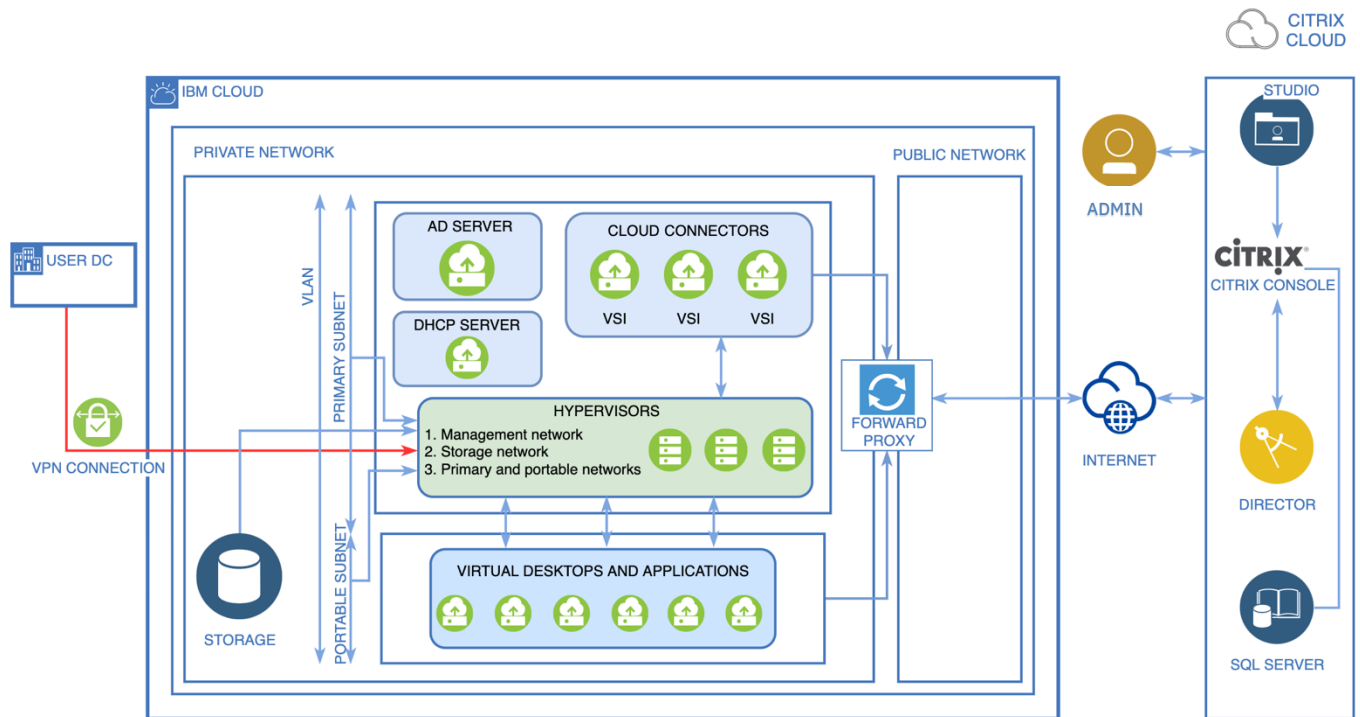 CITRIX
CLOUD
IBM CLOUD
STUDIO
PRIVATE NETWORK
PUBLIC NETWORK
ADMIN
AD SERVER
CLOUD CONNECTORS
USER DC
VLAN
PRIMARY SUBNET
VSI
VSI
VSI
CİTRIX®
CITRIX CONSOLE
DHCP SERVER
HYPERVISORS
1. Management network
2. Storage network
3. Primary and portable networks
FORWARD
PROXY
VPN CONNECTION
INTERNET
DIRECTOR
PORTABLE SUBNET
VIRTUAL DESKTOPS AND APPLICATIONS
STORAGE
SQL SERVER